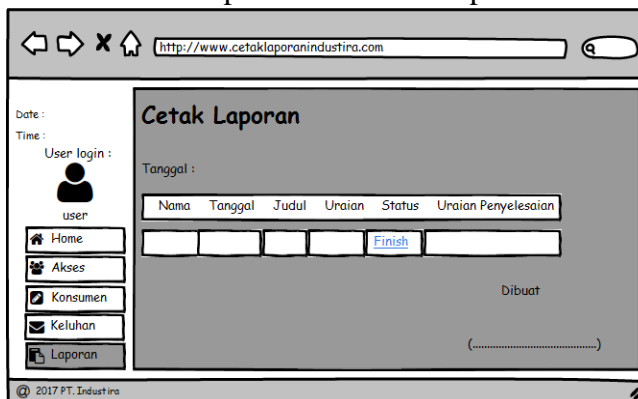 http://www.cetaklaporanindustira.com
Date :
Time :
User login :
user
Home
Akses
Konsumen
Keluhan
Laporan
Cetak Laporan
Tanggal :
Nama Tanggal Judul Uraian Status Uraian Penyelesaian
Finish
Dibuat
(........................................)
@ 2017 PT. Industira